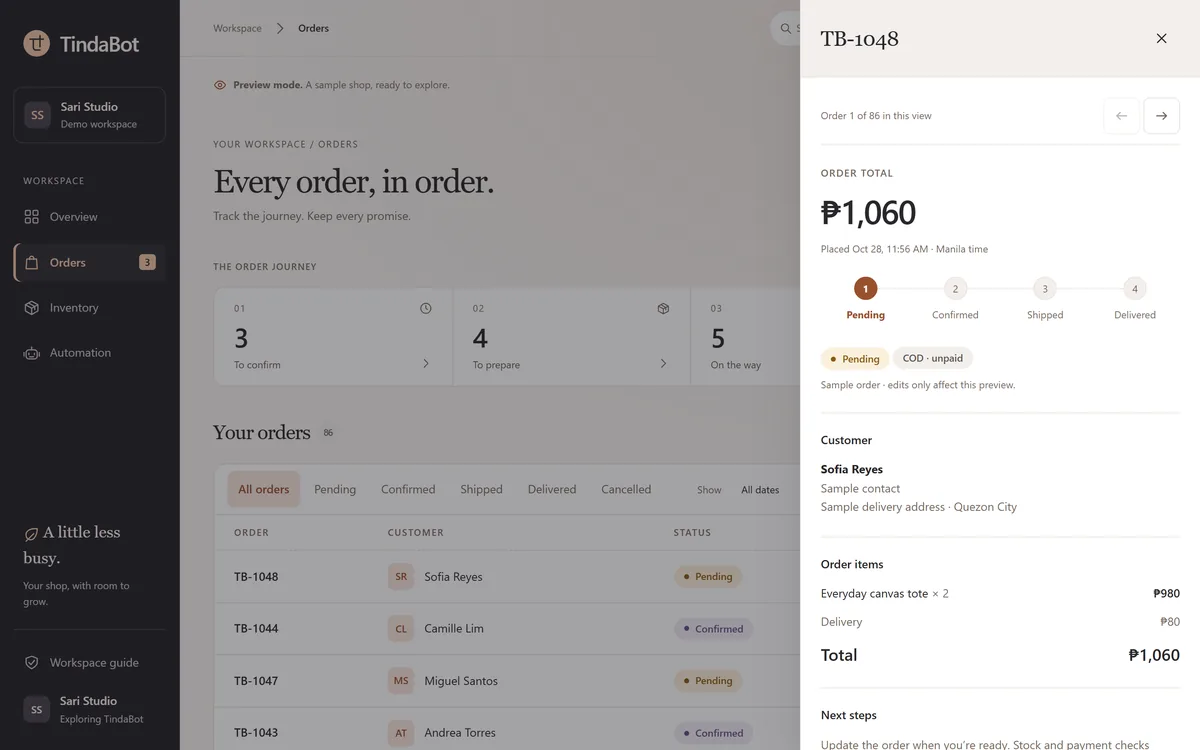 TindaBot
SS
Sari Studio
Demo workspace
WORKSPACE
Overview
Orders
3
Inventory
Automation
A little less
busy.
Your shop, with room to
grow.
Workspace guide
SS
Sari Studio
Exploring TindaBot
Workspace
Orders
Preview mode. A sample shop, ready to explore.
YOUR WORKSPACE / ORDERS
Every order, in order.
Track the journey. Keep every promise.
THE ORDER JOURNEY
01
3
To confirm
02
4
To prepare
03
5
On the way
Your orders 86
All orders Pending Confirmed Shipped Delivered Cancelled Show All dates
ORDER CUSTOMER STATUS
TB-1048 SR Sofia Reyes Pending
TB-1044 CL Camille Lim Confirmed
TB-1047 MS Miguel Santos Pending
TB-1043 AT Andrea Torres Confirmed
TB-1048
Order 1 of 86 in this view
ORDER TOTAL
₱1,060
Placed Oct 28, 11:56 AM · Manila time
1 2 3 4
Pending Confirmed Shipped Delivered
Pending COD · unpaid
Sample order · edits only affect this preview.
Customer
Sofia Reyes
Sample contact
Sample delivery address · Quezon City
Order items
Everyday canvas tote × 2 ₱980
Delivery ₱80
Total ₱1,060
Next steps
Update the order when you're ready. Stock and payment checks